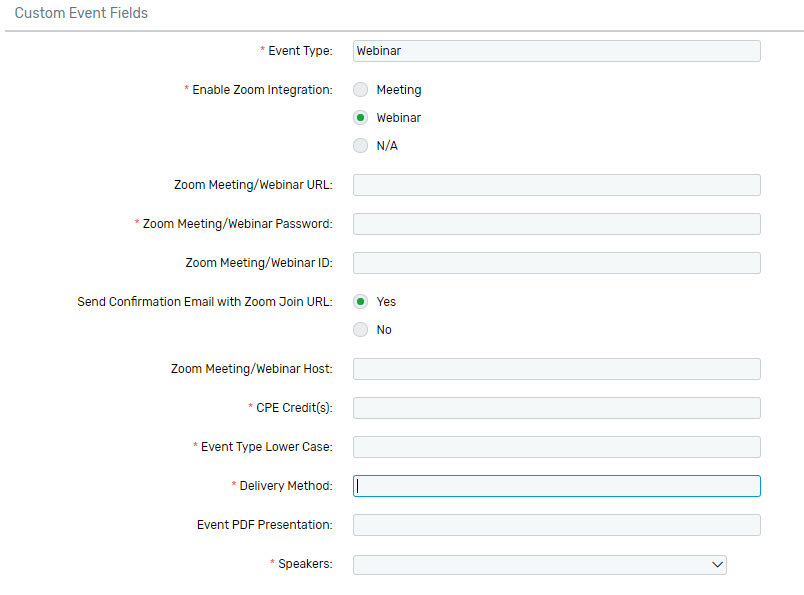 Custom Event Fields
* Event Type: Webinar
* Enable Zoom Integration: Meeting
Webinar
N/A
Zoom Meeting/Webinar URL:
* Zoom Meeting/Webinar Password:
Zoom Meeting/Webinar ID:
Send Confirmation Email with Zoom Join URL: Yes
No
Zoom Meeting/Webinar Host:
* CPE Credit(s):
* Event Type Lower Case:
* Delivery Method:
Event PDF Presentation:
* Speakers: